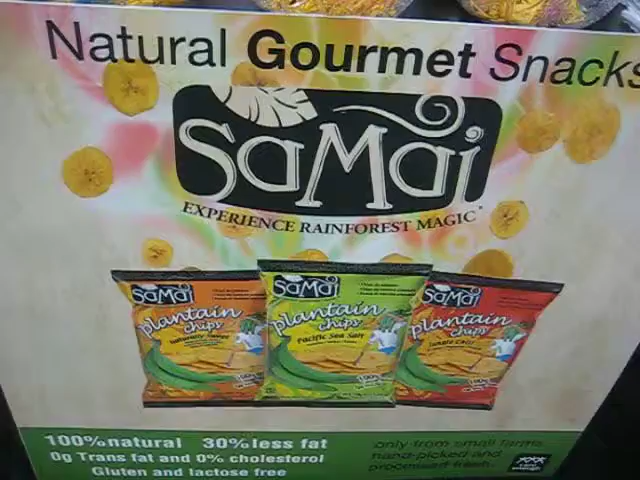 Natural Gourmet Snacks
SaMai
EXPERIENCE RAINFOREST MAGIC
SaMai
plantain
chips
Naturally Sweet
SaMai
plantain
chips
Pacific Sea Salt
SaMai
plantain
chips
100% natural 30% less fat
0g Trans fat and 0% cholesterol
Gluten and lactose free
only from small farms
hand-picked and
processed fresh